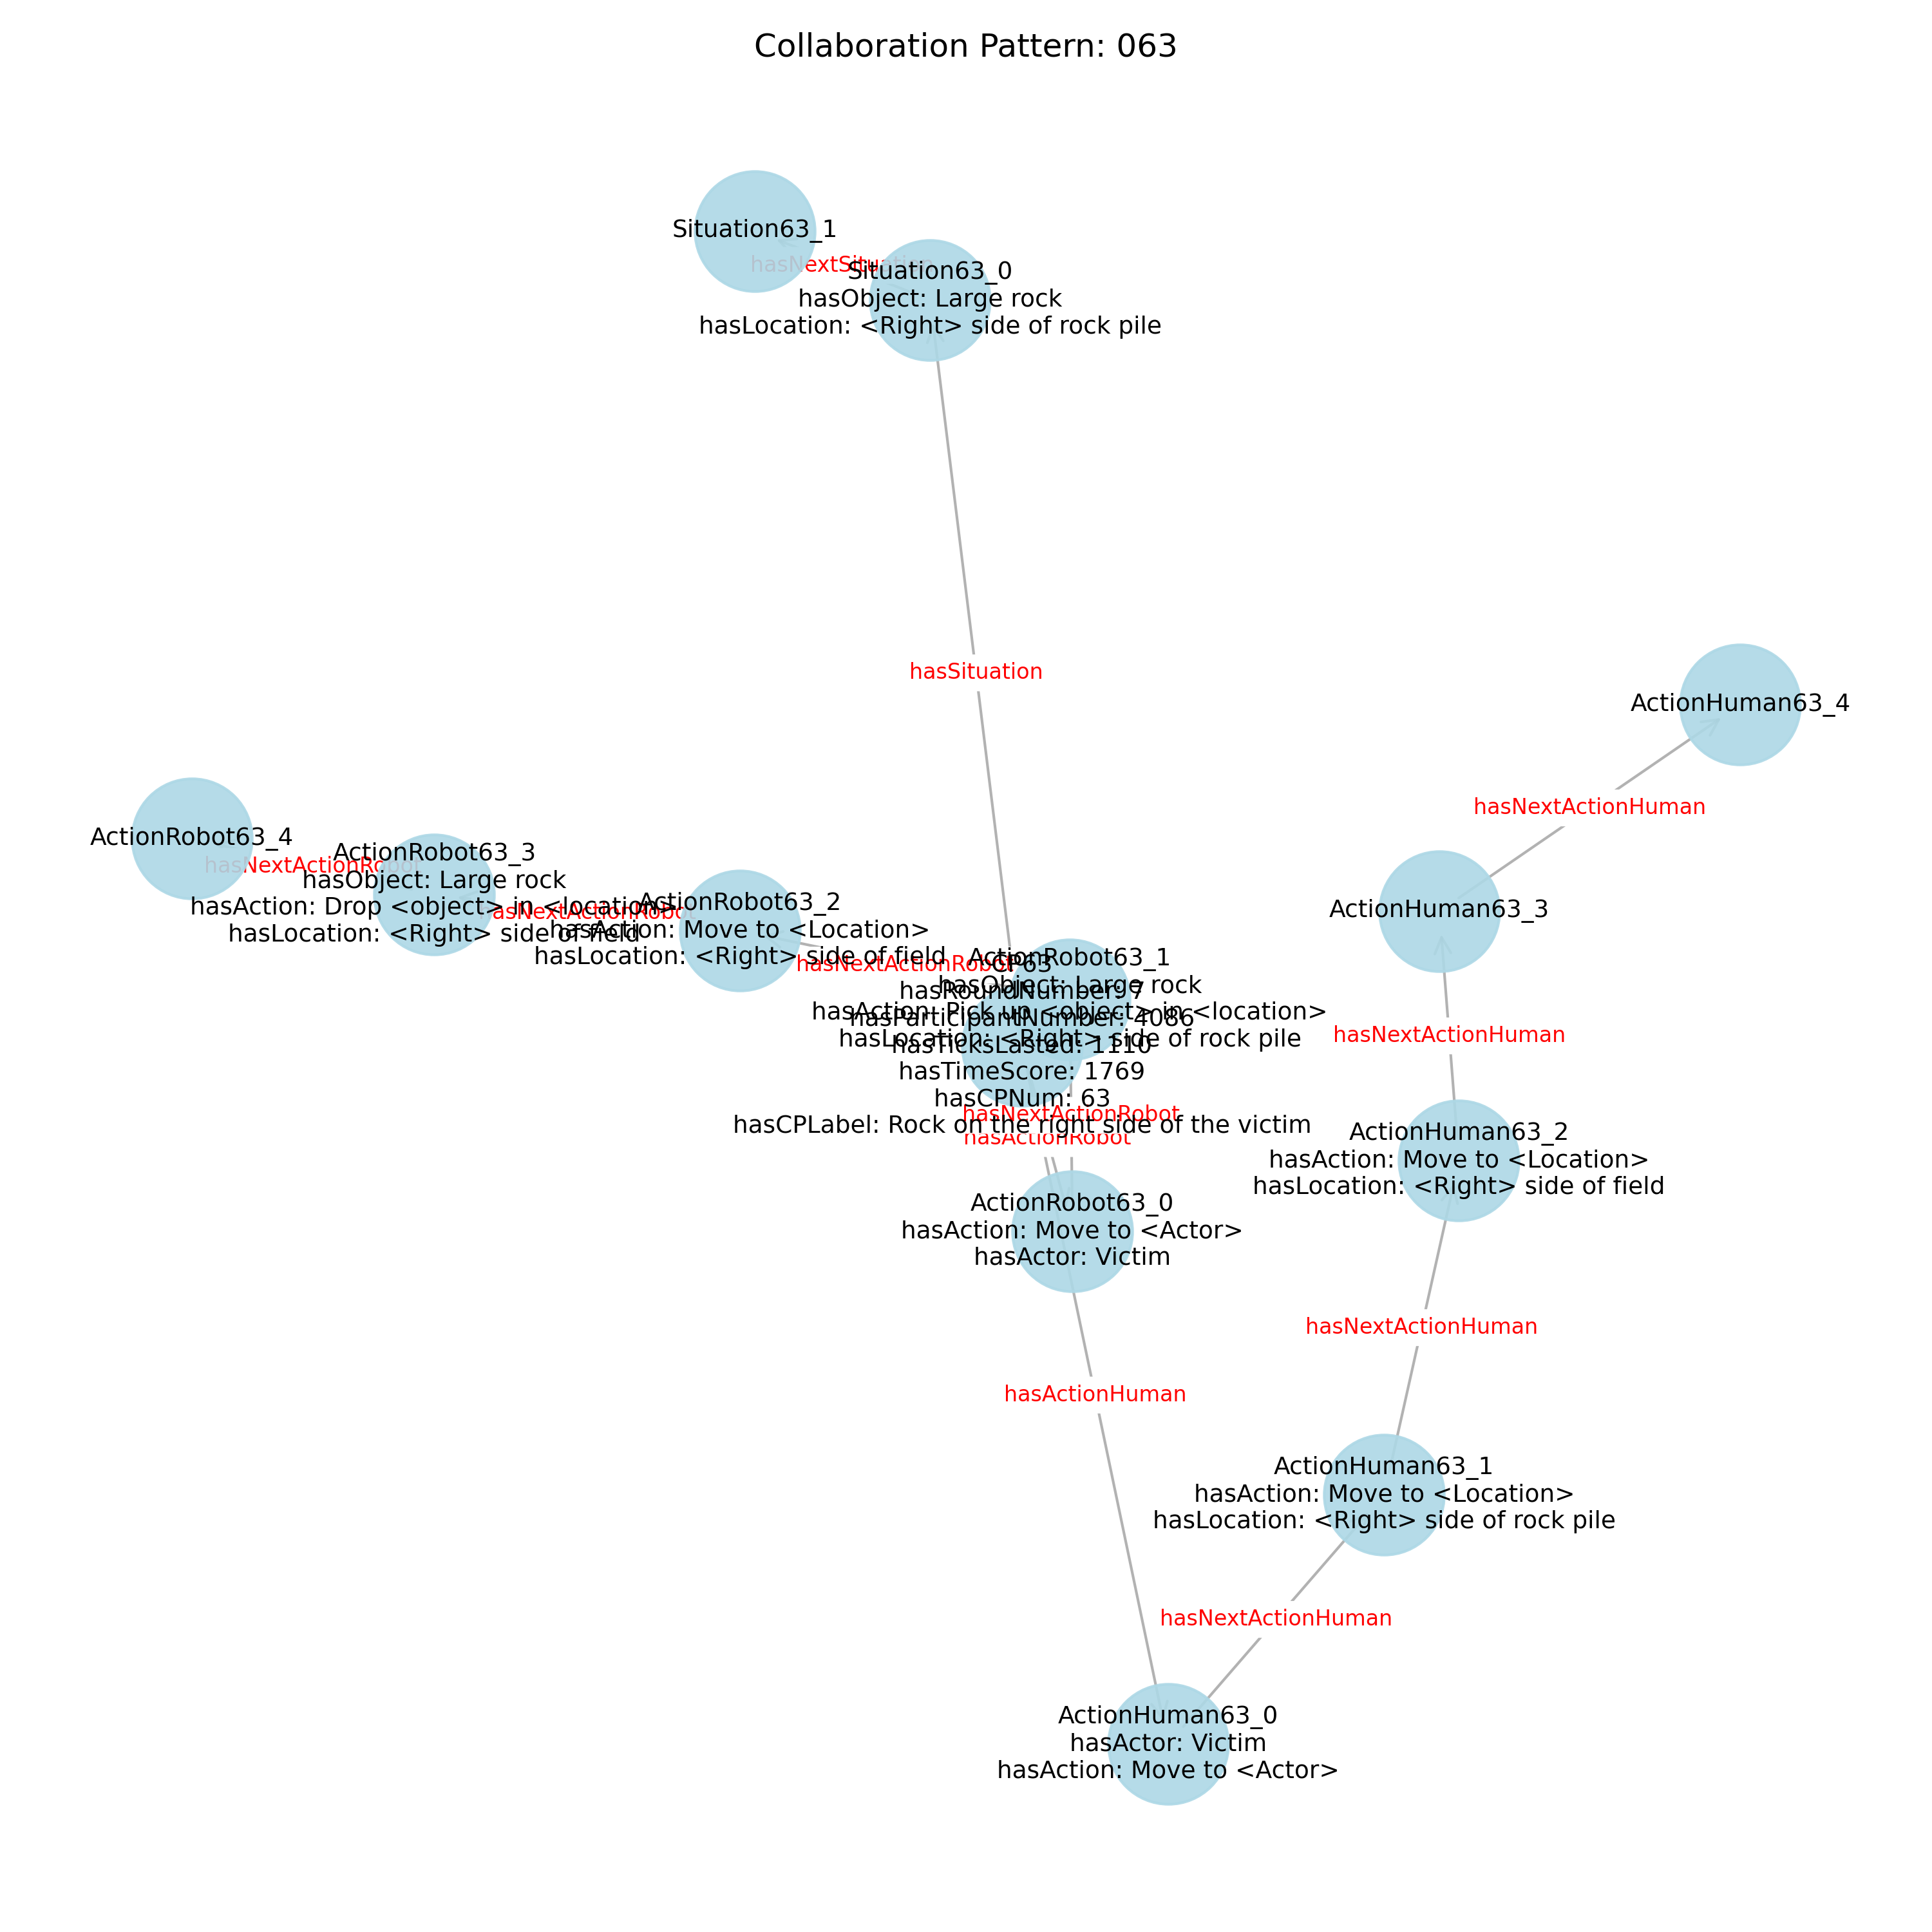 Collaboration Pattern: 063
Situation63_1
hasNextSituation
Situation63_0
hasObject: Large rock
hasLocation: <Right> side of rock pile
hasSituation
ActionHuman63_4
hasNextActionHuman
ActionRobot63_4
hasNextActionRobot
ActionRobot63_3
hasObject: Large rock
hasAction: Drop <object> in <location>
hasLocation: <Right> side of field
hasNextActionRobot
ActionRobot63_2
hasAction: Move to <Location>
hasLocation: <Right> side of field
hasNextActionRobot
ActionHuman63_3
hasNextActionHuman
ActionRobot63_1
hasObject: Large rock
hasAction: Pick up <object> in <location>
hasLocation: <Right> side of rock pile
CP63
hasRoundNumber: 7
hasParticipantNumber: 4086
hasTicksLasted: 1110
hasTimeScore: 1769
hasCPNum: 63
hasCPLabel: Rock on the right side of the victim
hasNextActionRobot
hasActionRobot
ActionHuman63_2
hasAction: Move to <Location>
hasLocation: <Right> side of field
ActionRobot63_0
hasAction: Move to <Actor>
hasActor: Victim
hasNextActionHuman
hasActionHuman
ActionHuman63_1
hasAction: Move to <Location>
hasLocation: <Right> side of rock pile
hasNextActionHuman
ActionHuman63_0
hasActor: Victim
hasAction: Move to <Actor>